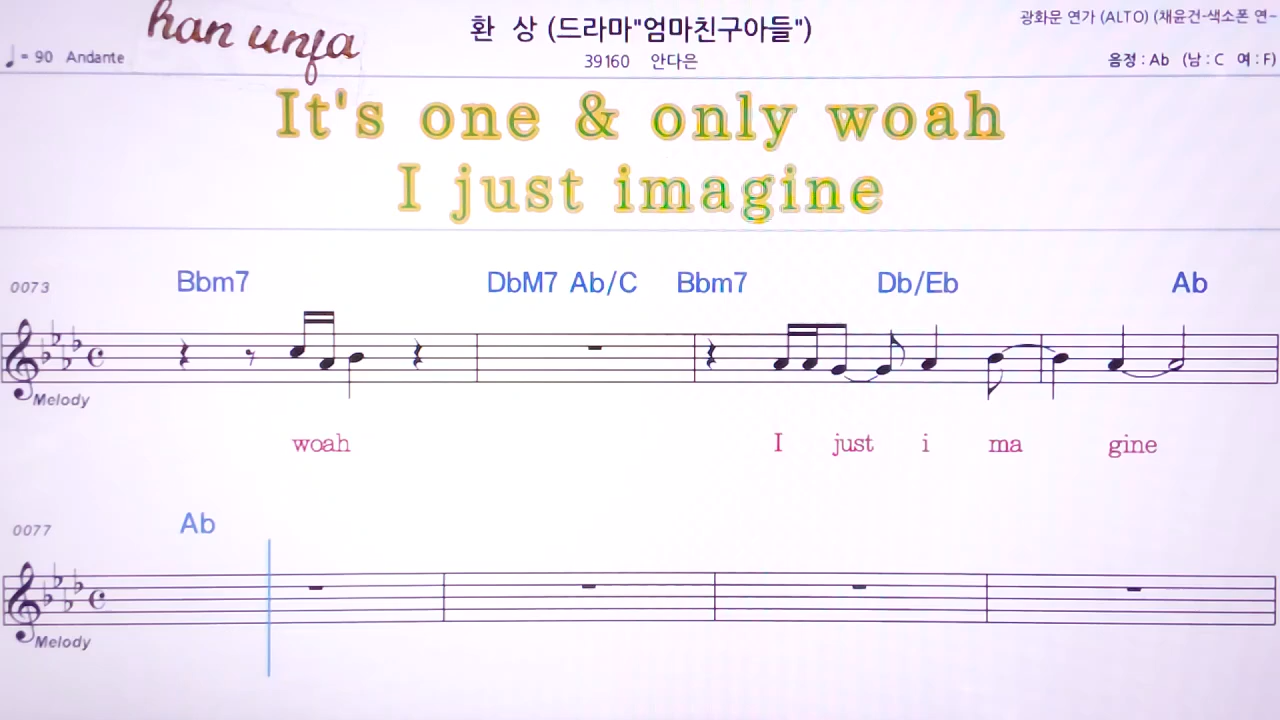 han unfa
환 상 (드라마"엄마친구아들")
광화문 연가 (ALTO) (채윤건-색소폰 연-
♩= 90 Andante
39160 안다은
음정 : Ab (남 : C 여 : F)
It's one & only woah
I just imagine
0073
Bbm7 DbM7 Ab/C Bbm7 Db/Eb Ab
Melody
woah I just i ma gine
0077
Ab
Melody